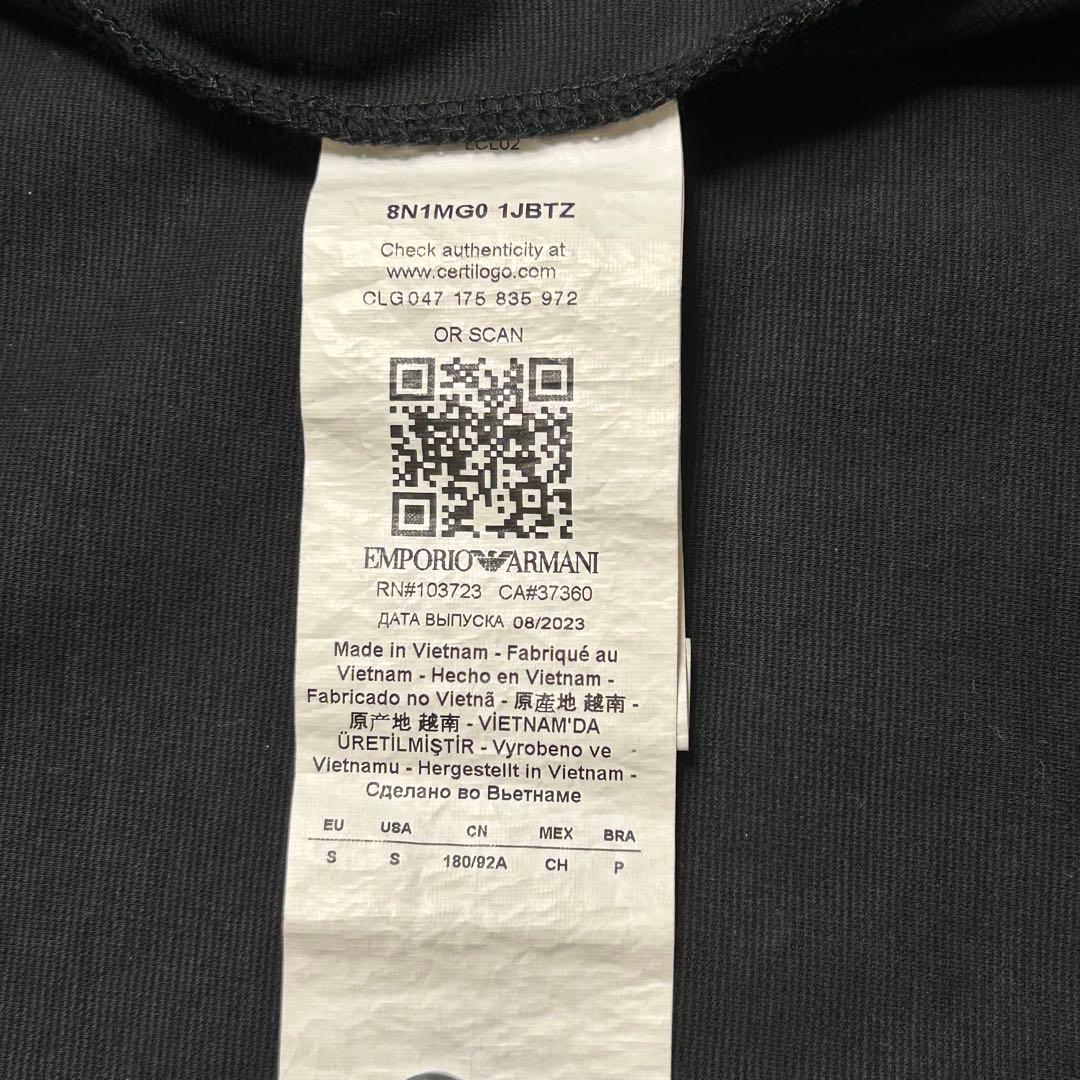 LCL02
8N1MG0 1JBTZ
Check authenticity at
www.certilogo.com
CLG 047 175 835 972
OR SCAN
EMPORIO ARMANI
RN#103723 CA#37360
ДАТА ВЫПУСКА 08/2023
Made in Vietnam - Fabriqué au
Vietnam - Hecho en Vietnam -
Fabricado no Vietnã - 原產地 越南 -
原产地 越南 - VİETNAM'DA
ÜRETİLMİŞTİR - Vyrobeno ve
Vietnamu - Hergestellt in Vietnam -
Сделано во Вьетнаме
EU USA CN MEX BRA
S S 180/92A CH P